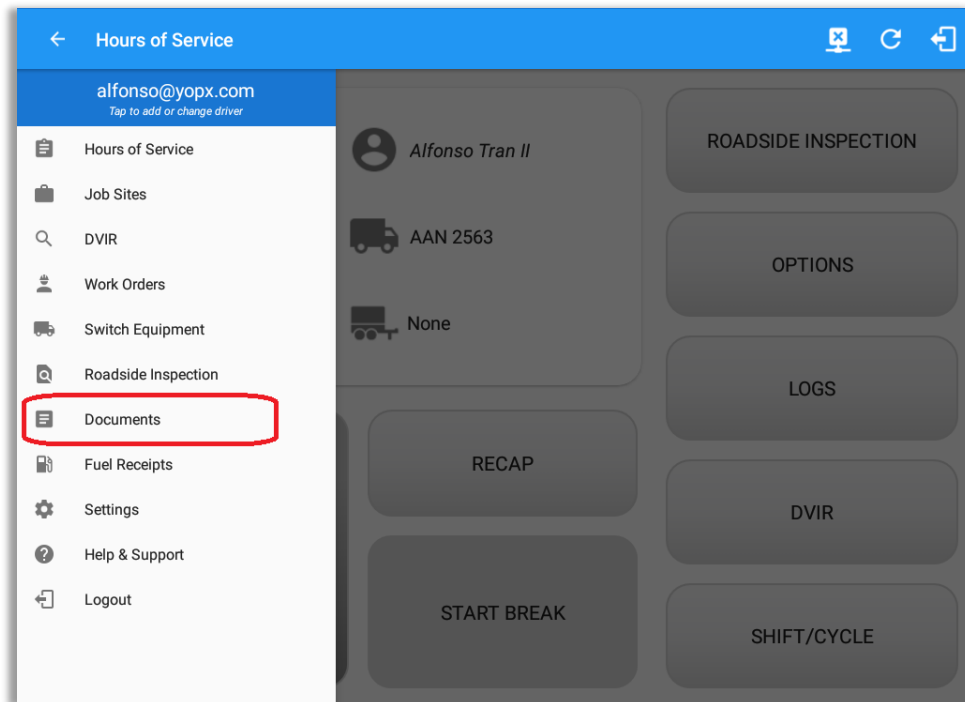 Hours of Service
alfonso@yopx.com
Tap to add or change driver
Hours of Service
Job Sites
DVIR
Work Orders
Switch Equipment
Roadside Inspection
Documents
Fuel Receipts
Settings
Help & Support
Logout
Alfonso Tran II
AAN 2563
None
RECAP
START BREAK
ROADSIDE INSPECTION
OPTIONS
LOGS
DVIR
SHIFT/CYCLE